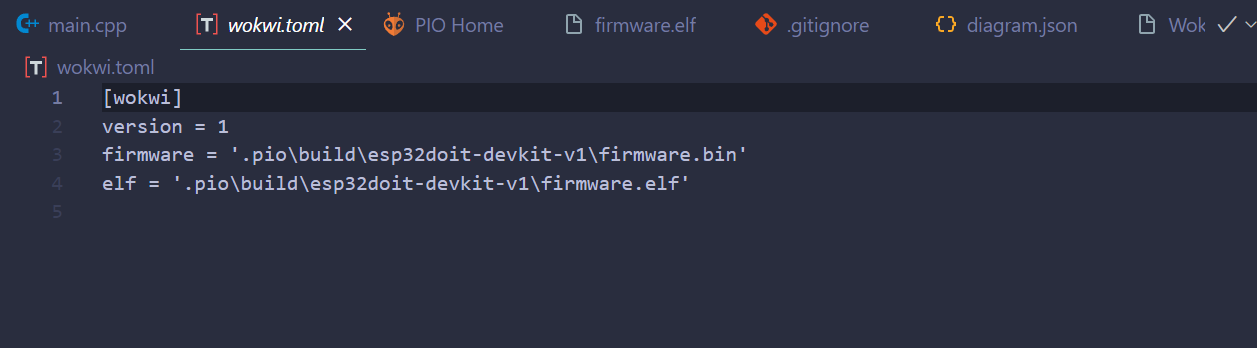 main.cpp
wokwi.toml
PIO Home
firmware.elf
.gitignore
diagram.json
Wok
wokwi.toml
1 [wokwi]
2 version = 1
3 firmware = '.pio\build\esp32doit-devkit-v1\firmware.bin'
4 elf = '.pio\build\esp32doit-devkit-v1\firmware.elf'
5